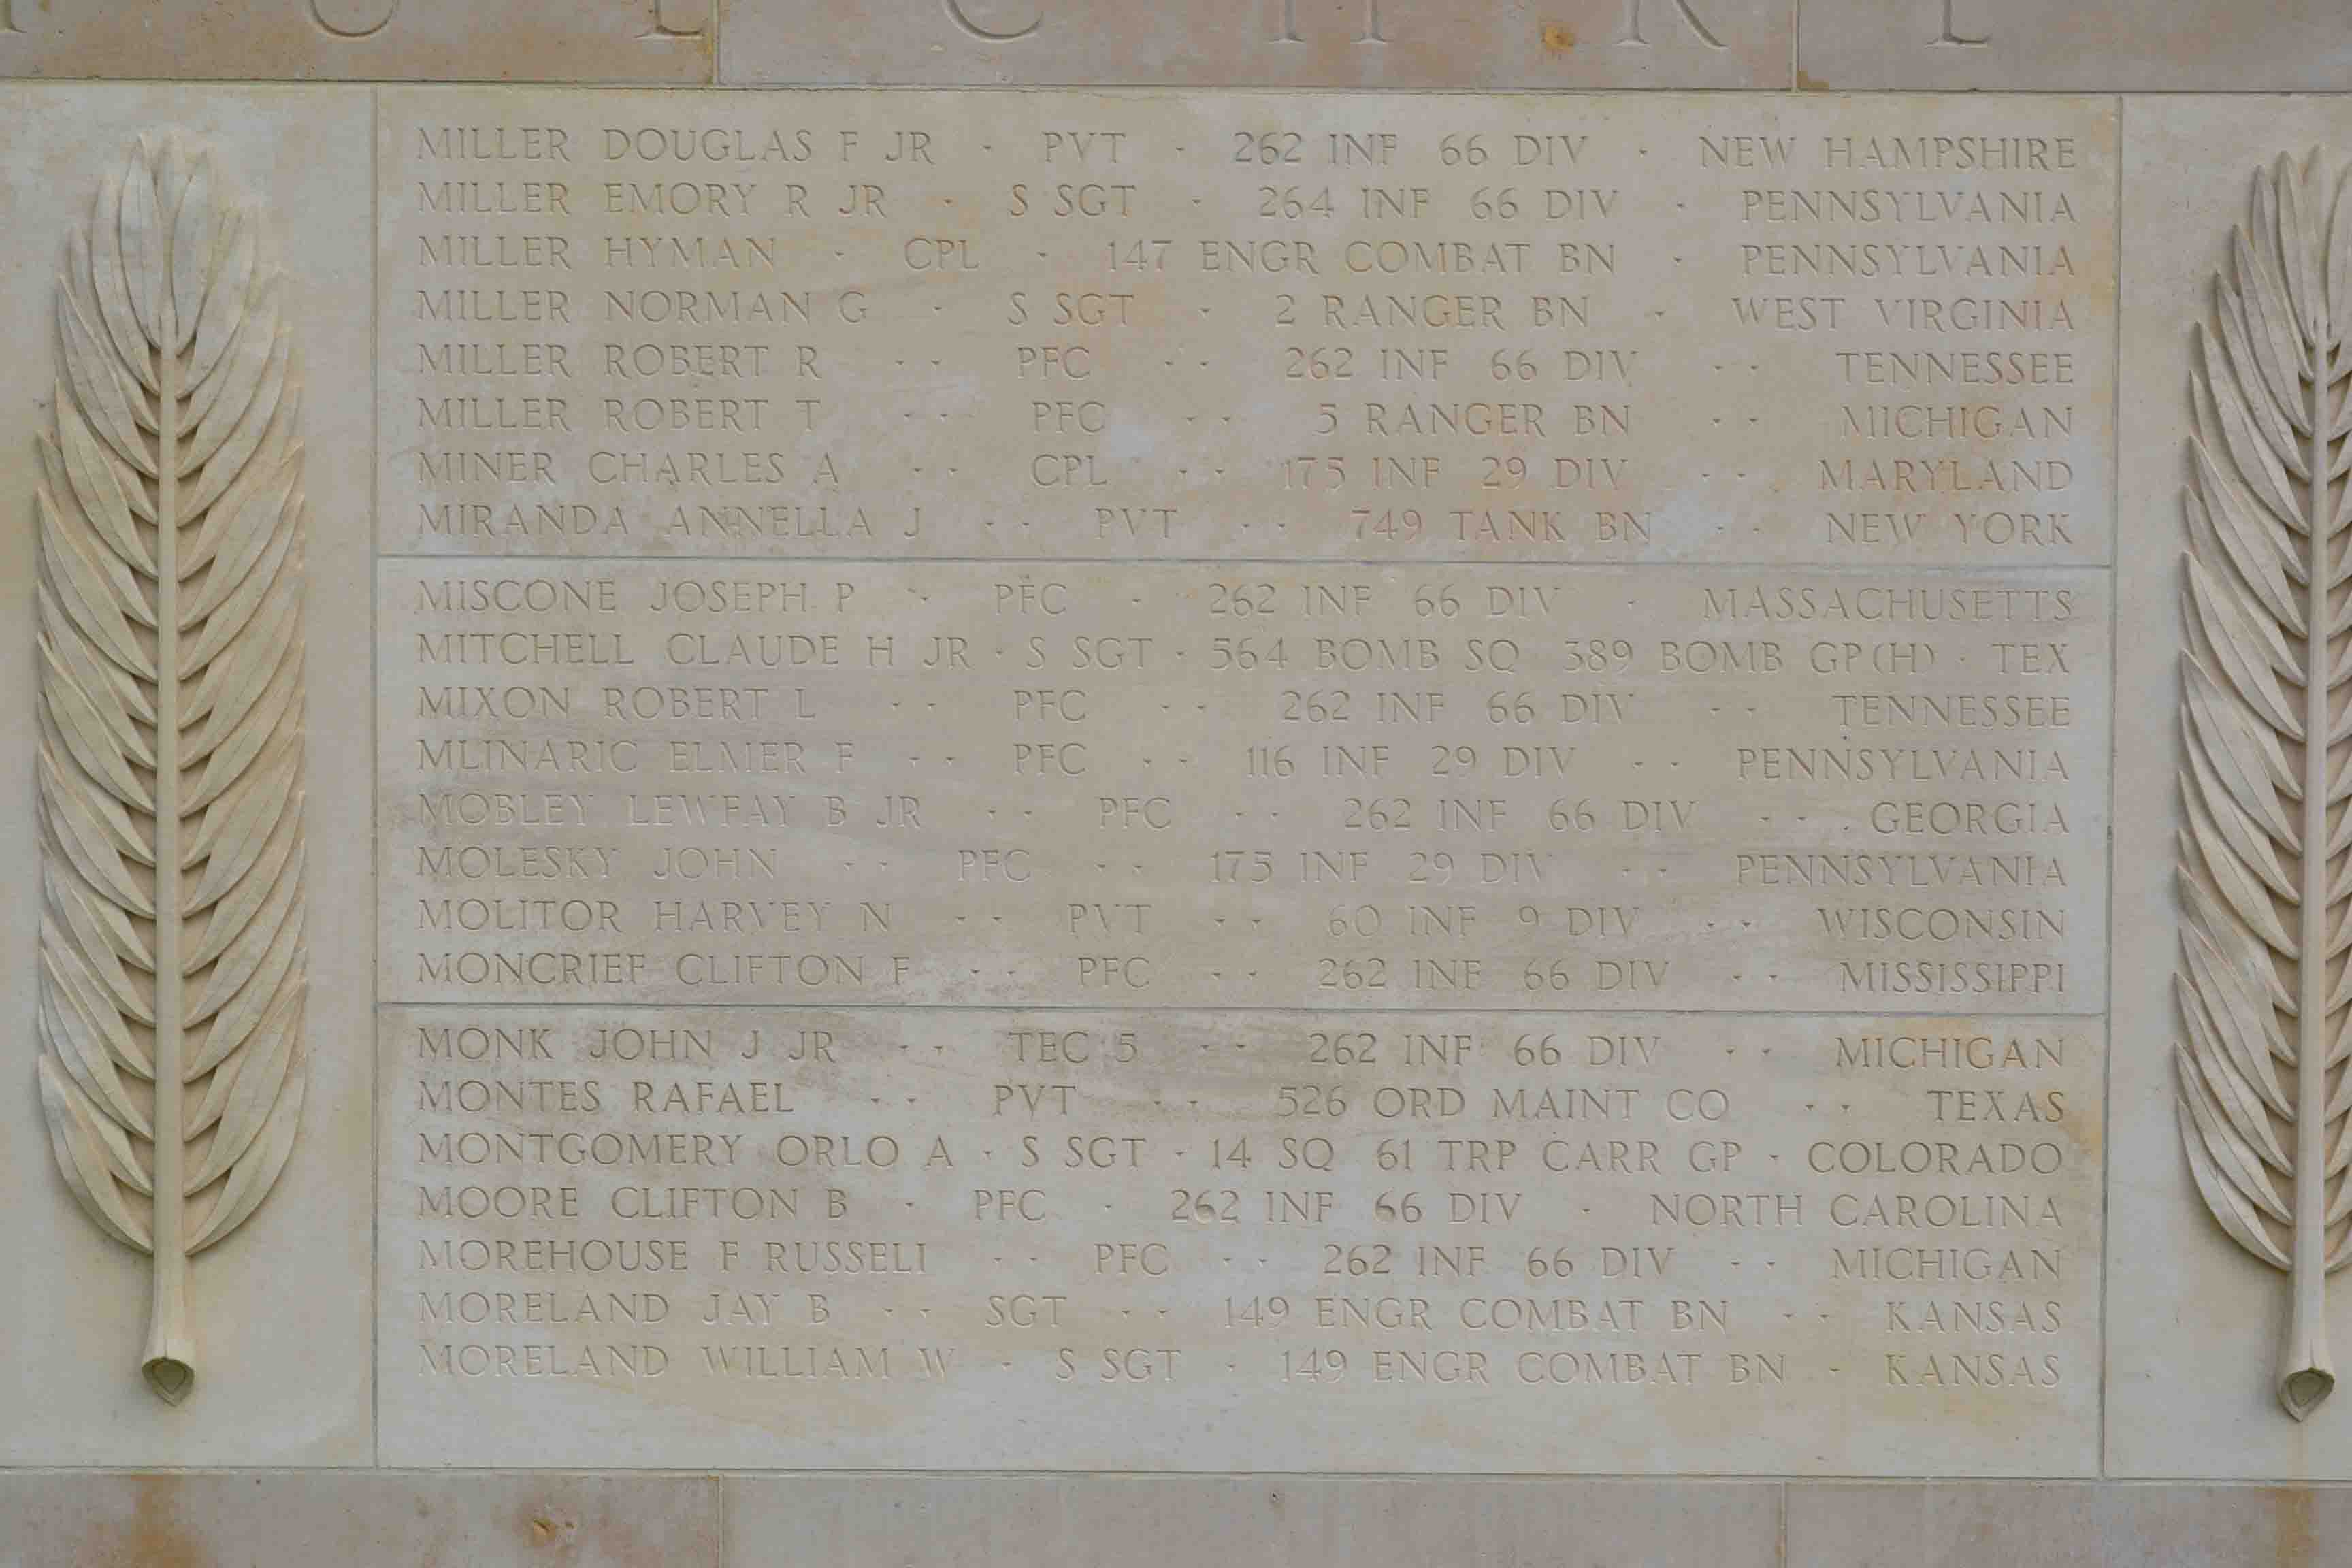 MILLER DOUGLAS F JR · PVT · 262 INF 66 DIV · NEW HAMPSHIRE
MILLER EMORY R JR · S SGT · 264 INF 66 DIV · PENNSYLVANIA
MILLER HYMAN · CPL · 147 ENGR COMBAT BN · PENNSYLVANIA
MILLER NORMAN G · S SGT · 2 RANGER BN · WEST VIRGINIA
MILLER ROBERT R · · PFC · · 262 INF 66 DIV · · TENNESSEE
MILLER ROBERT T · · PFC · · 5 RANGER BN · · MICHIGAN
MINER CHARLES A · · CPL · · 175 INF 29 DIV · · MARYLAND
MIRANDA ANNELLA J · · PVT · · 749 TANK BN · · NEW YORK
MISCONE JOSEPH P · PFC · 262 INF 66 DIV · MASSACHUSETTS
MITCHELL CLAUDE H JR · S SGT · 564 BOMB SQ 389 BOMB GP(H) · TEX
MIXON ROBERT L · · PFC · · 262 INF 66 DIV · · TENNESSEE
MLINARIC ELMER F · · PFC · · 116 INF 29 DIV · · PENNSYLVANIA
MOBLEY LEWFAY B JR · · PFC · · 262 INF 66 DIV · · GEORGIA
MOLESKY JOHN · · PFC · · 175 INF 29 DIV · · PENNSYLVANIA
MOLITOR HARVEY N · · PVT · · 60 INF 9 DIV · · WISCONSIN
MONCRIEF CLIFTON F · · PFC · · 262 INF 66 DIV · · MISSISSIPPI
MONK JOHN J JR · · TEC 5 · · 262 INF 66 DIV · · MICHIGAN
MONTES RAFAEL · · PVT · · 526 ORD MAINT CO · · TEXAS
MONTGOMERY ORLO A · S SGT · 14 SQ 61 TRP CARR GP · COLORADO
MOORE CLIFTON B · PFC · 262 INF 66 DIV · NORTH CAROLINA
MOREHOUSE F RUSSELL · · PFC · · 262 INF 66 DIV · · MICHIGAN
MORELAND JAY B · · SGT · · 149 ENGR COMBAT BN · · KANSAS
MORELAND WILLIAM W · S SGT · 149 ENGR COMBAT BN · KANSAS